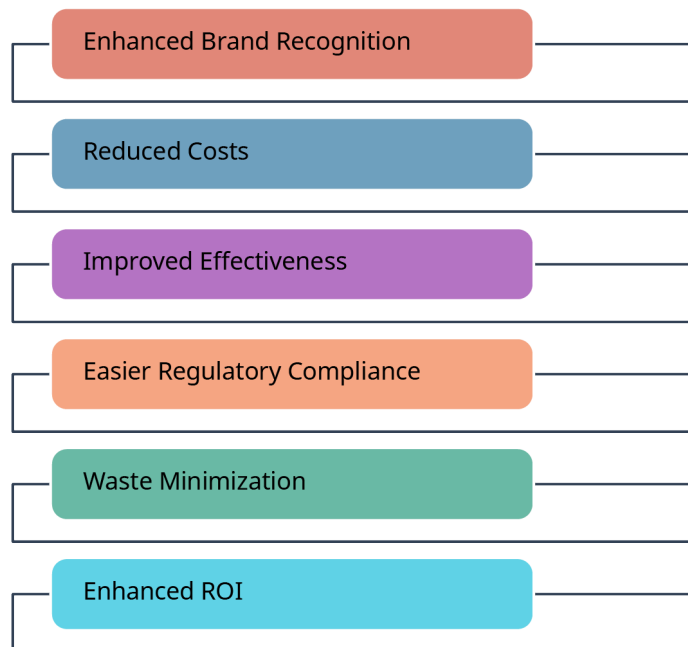 Enhanced Brand Recognition
Reduced Costs
Improved Effectiveness
Easier Regulatory Compliance
Waste Minimization
Enhanced ROI